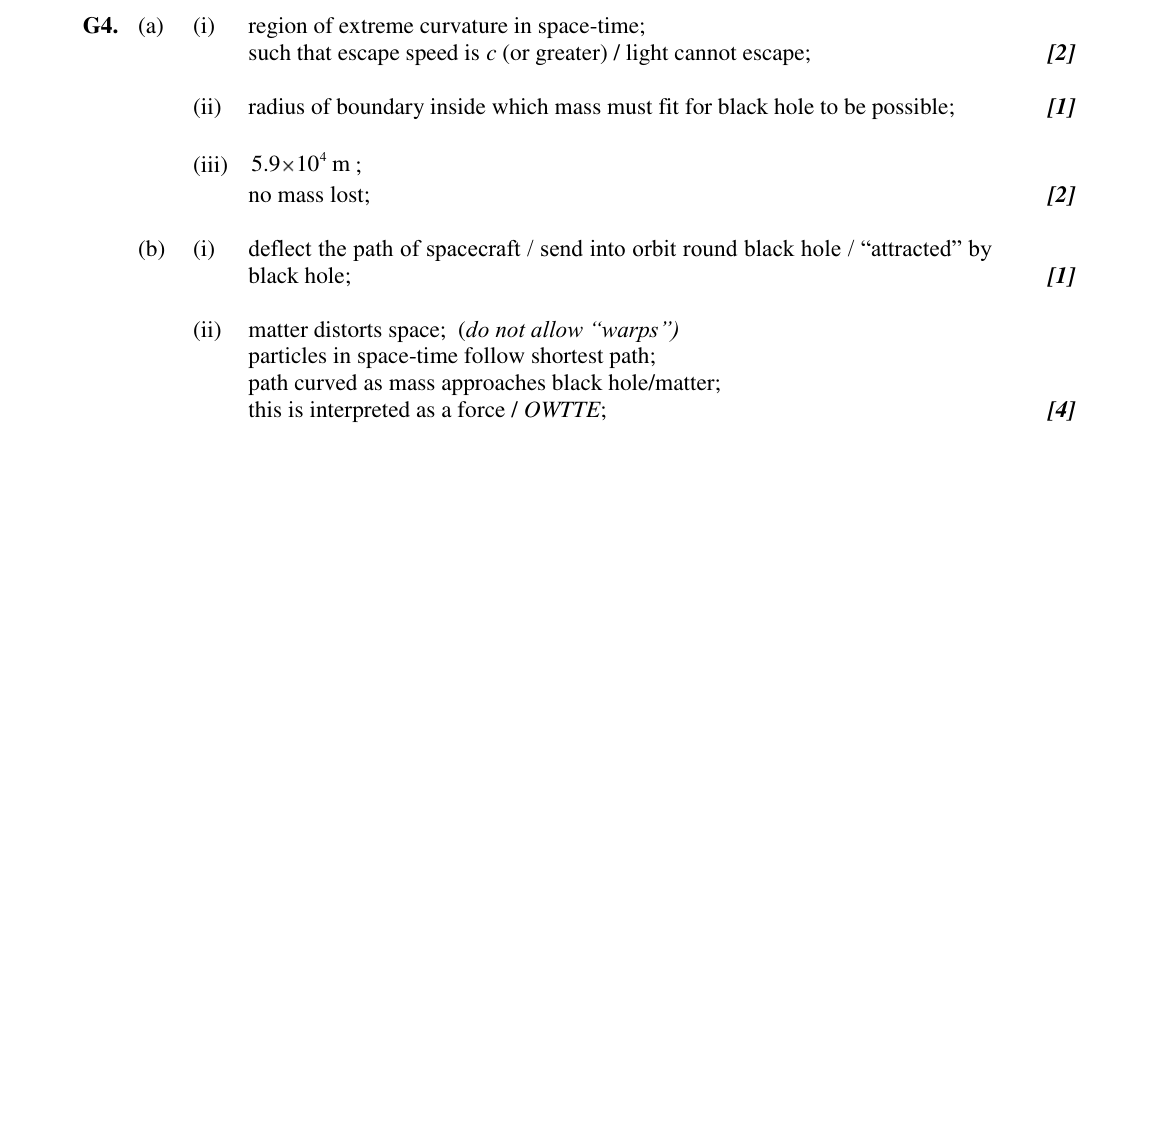 G4. (a) (i) region of extreme curvature in space-time;
such that escape speed is c (or greater) / light cannot escape; [2]
(ii) radius of boundary inside which mass must fit for black hole to be possible; [1]
(iii) 5.9×10⁴ m ;
no mass lost; [2]
(b) (i) deflect the path of spacecraft / send into orbit round black hole / “attracted” by
black hole; [1]
(ii) matter distorts space; (do not allow “warps”)
particles in space-time follow shortest path;
path curved as mass approaches black hole/matter;
this is interpreted as a force / OWTTE; [4]